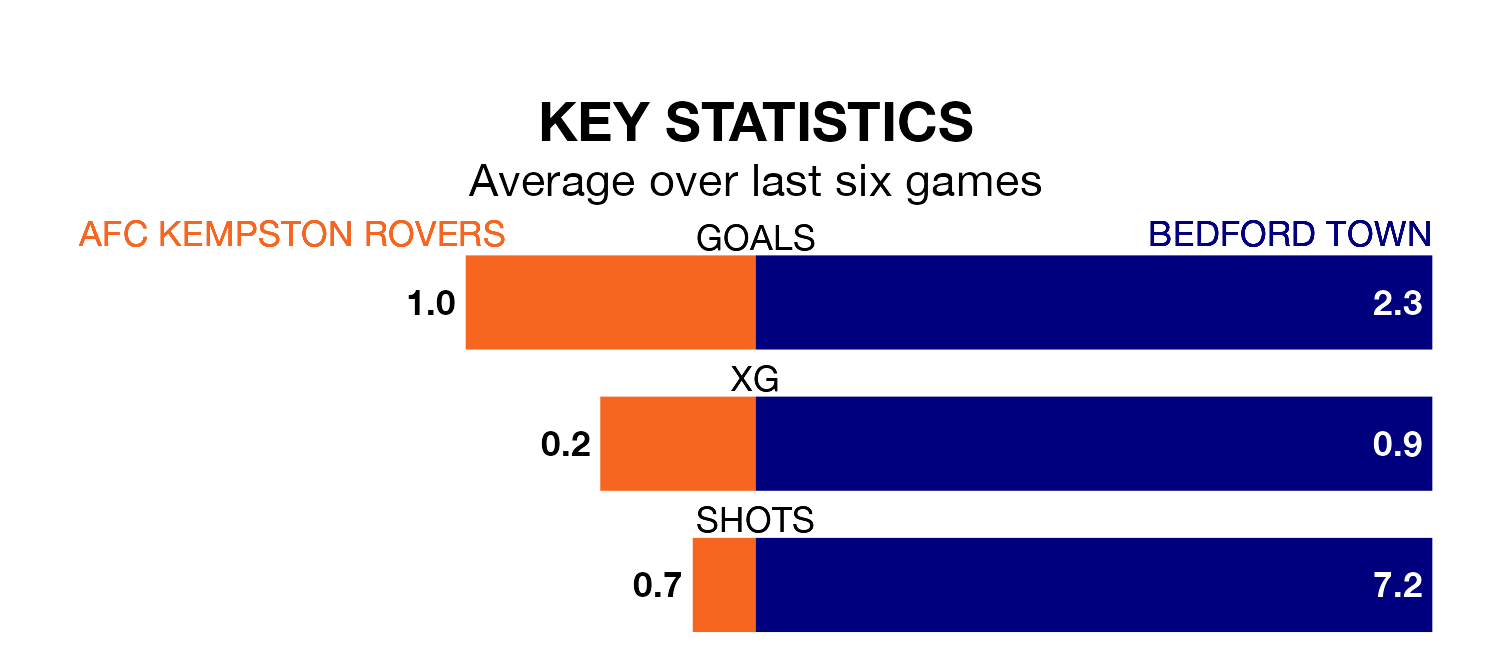 KEY STATISTICS
Average over last six games
AFC KEMPSTON ROVERS GOALS BEDFORD TOWN
1.0 2.3
XG
0.2 0.9
SHOTS
0.7 7.2